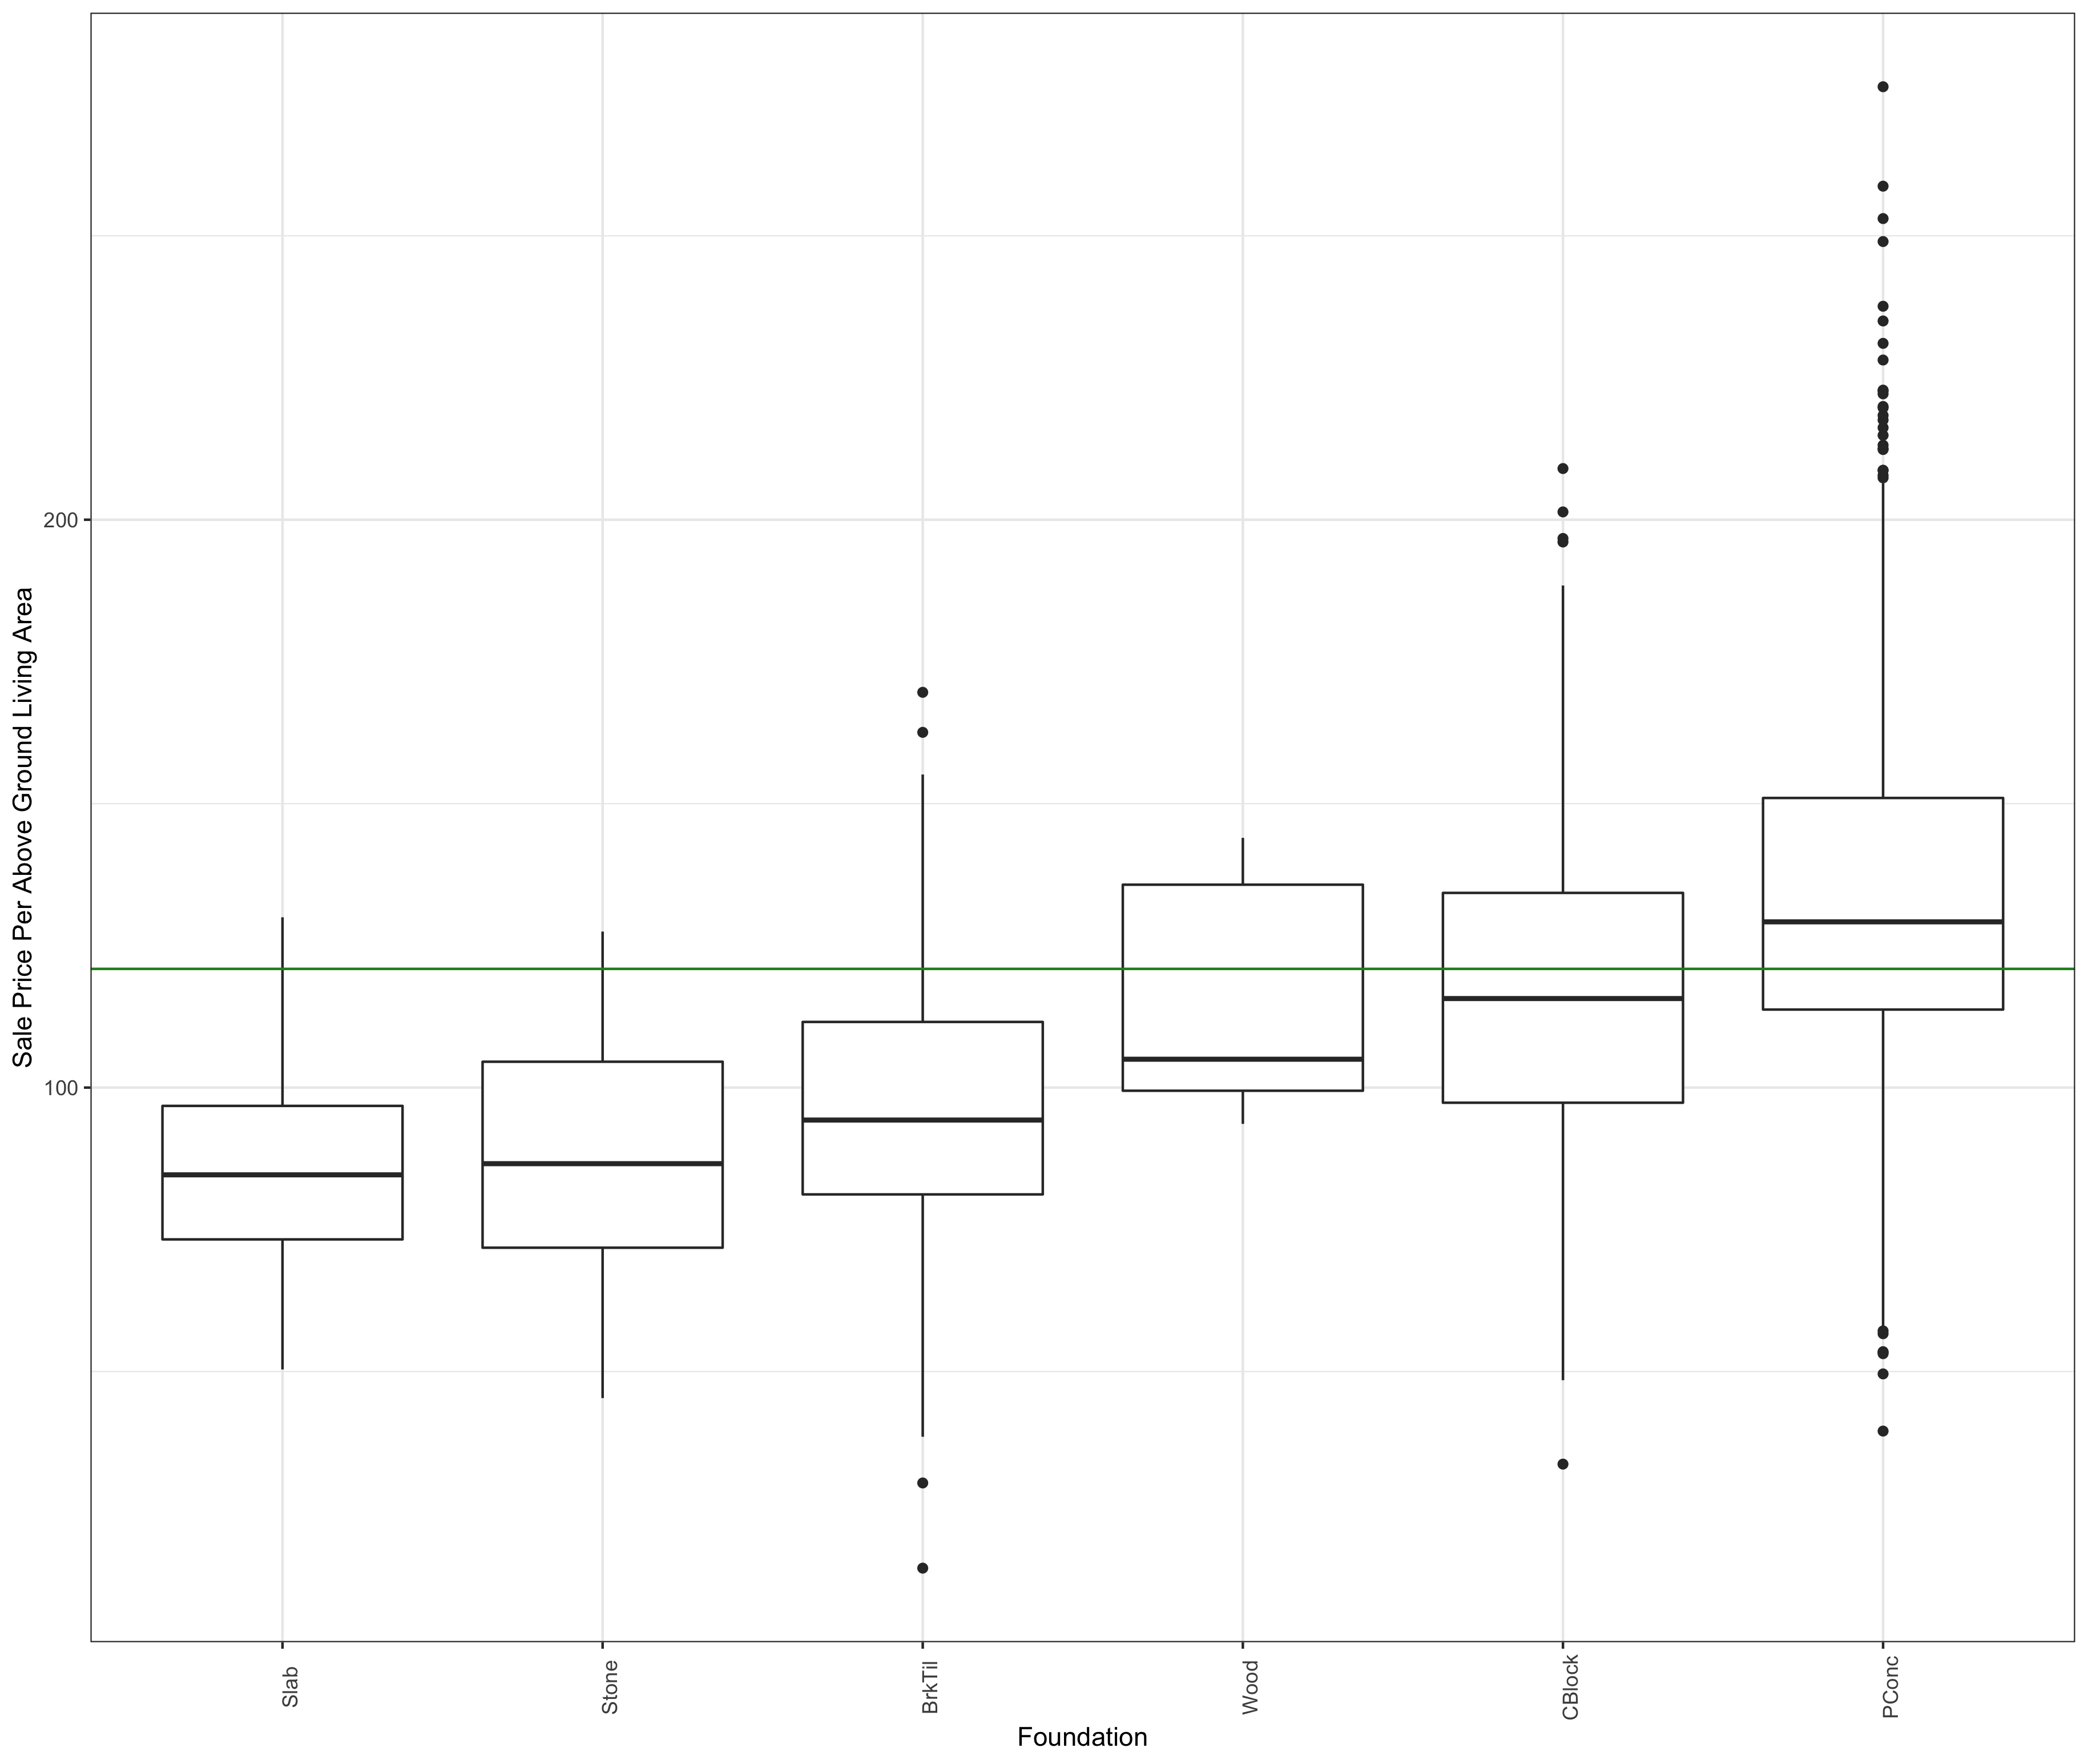 Sale Price Per Above Ground Living Area
200
100
Slab
Stone
BrkTil
Wood
CBlock
PConc
Foundation